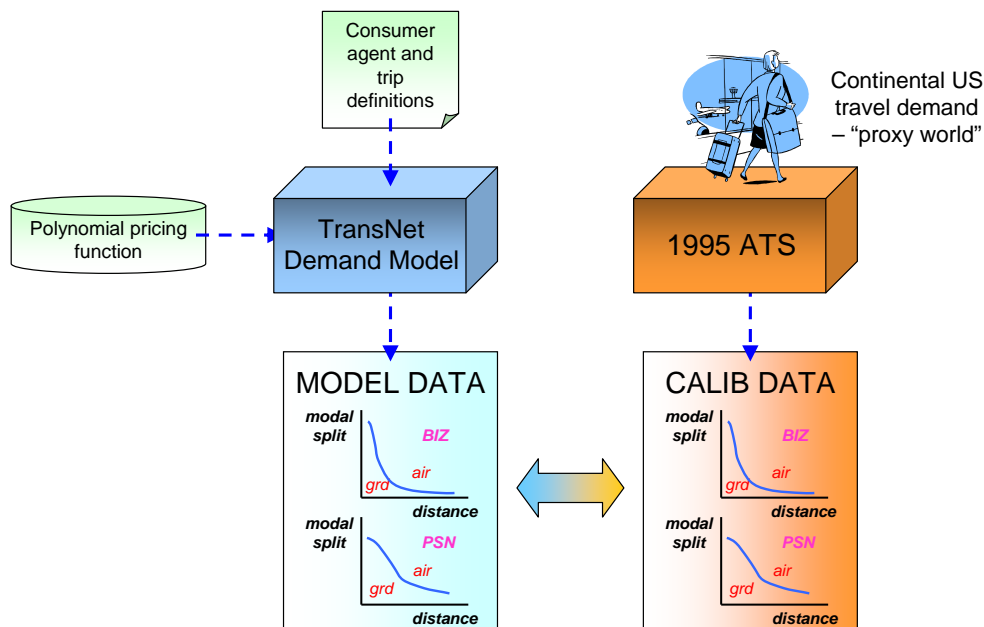 Consumer
agent and
trip
definitions
Continental US
travel demand
– “proxy world”
Polynomial pricing
function
TransNet
Demand Model
1995 ATS
MODEL DATA
modal
split
BIZ
air
grd
distance
modal
split
PSN
air
grd
distance
CALIB DATA
modal
split
BIZ
air
grd
distance
modal
split
PSN
air
grd
distance